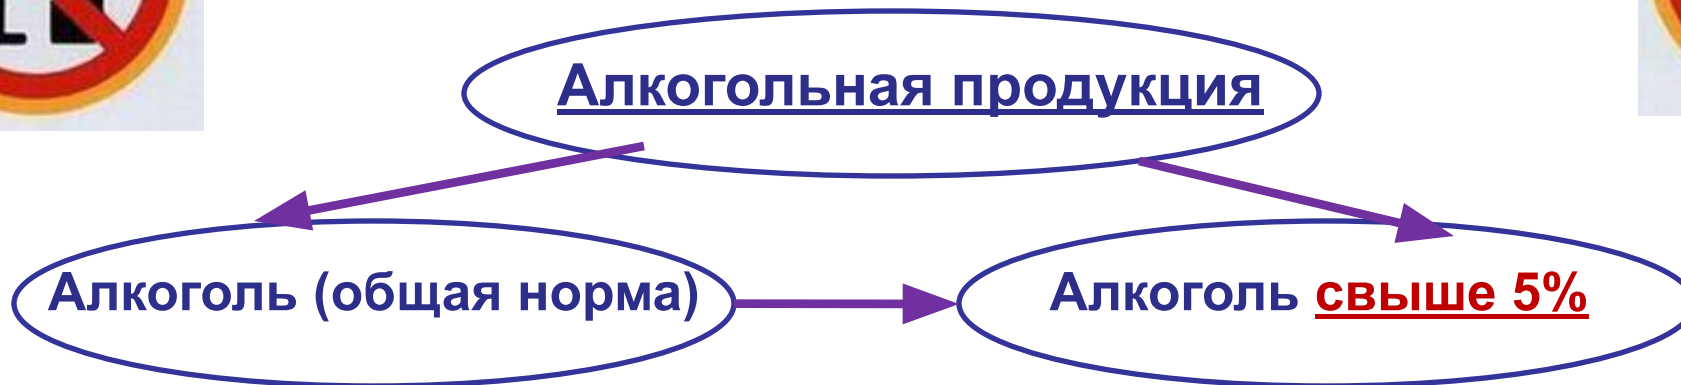 Алкогольная продукция
Алкоголь (общая норма)
Алкоголь свыше 5%